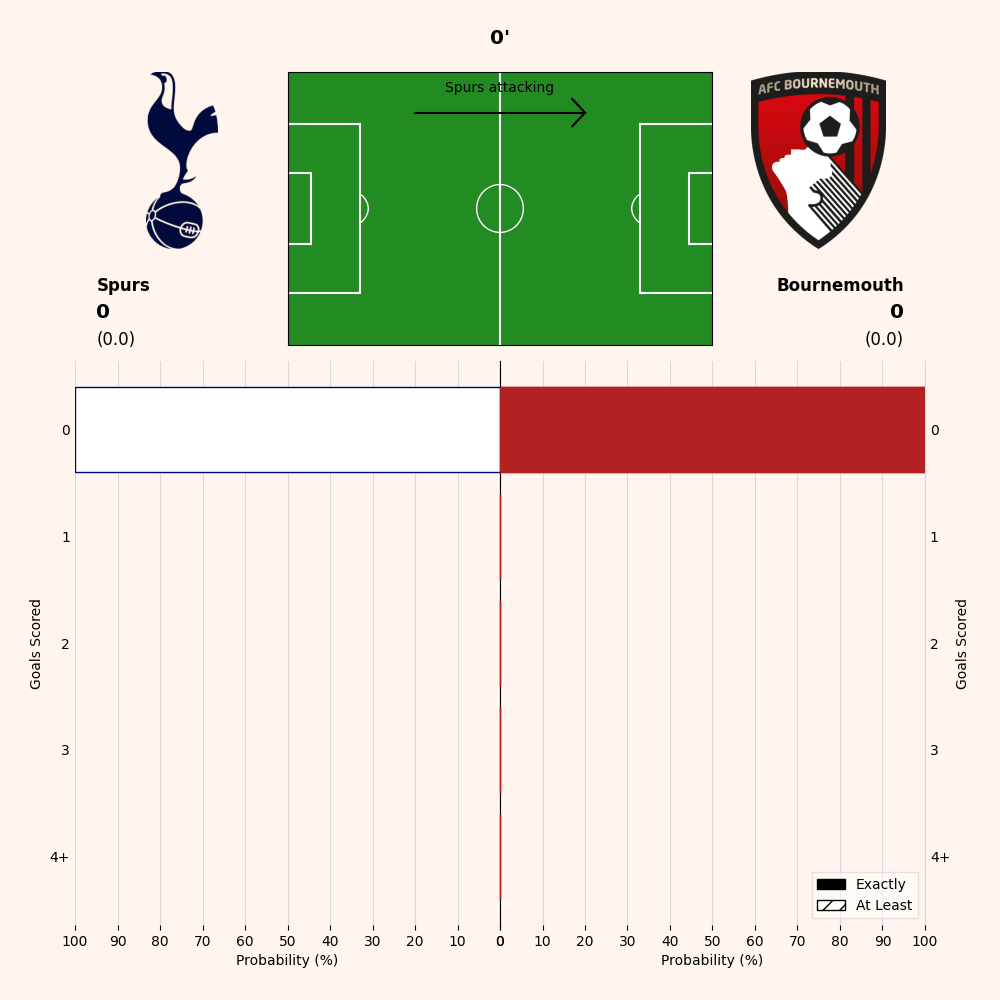 0'
Spurs attacking
AFC BOURNEMOUTH
Spurs
0
(0.0)
Bournemouth
0
(0.0)
0
1
2
3
4+
Goals Scored
0
1
2
3
4+
Goals Scored
Exactly
At Least
100 90 80 70 60 50 40 30 20 10 0 10 20 30 40 50 60 70 80 90 100
Probability (%)
Probability (%)